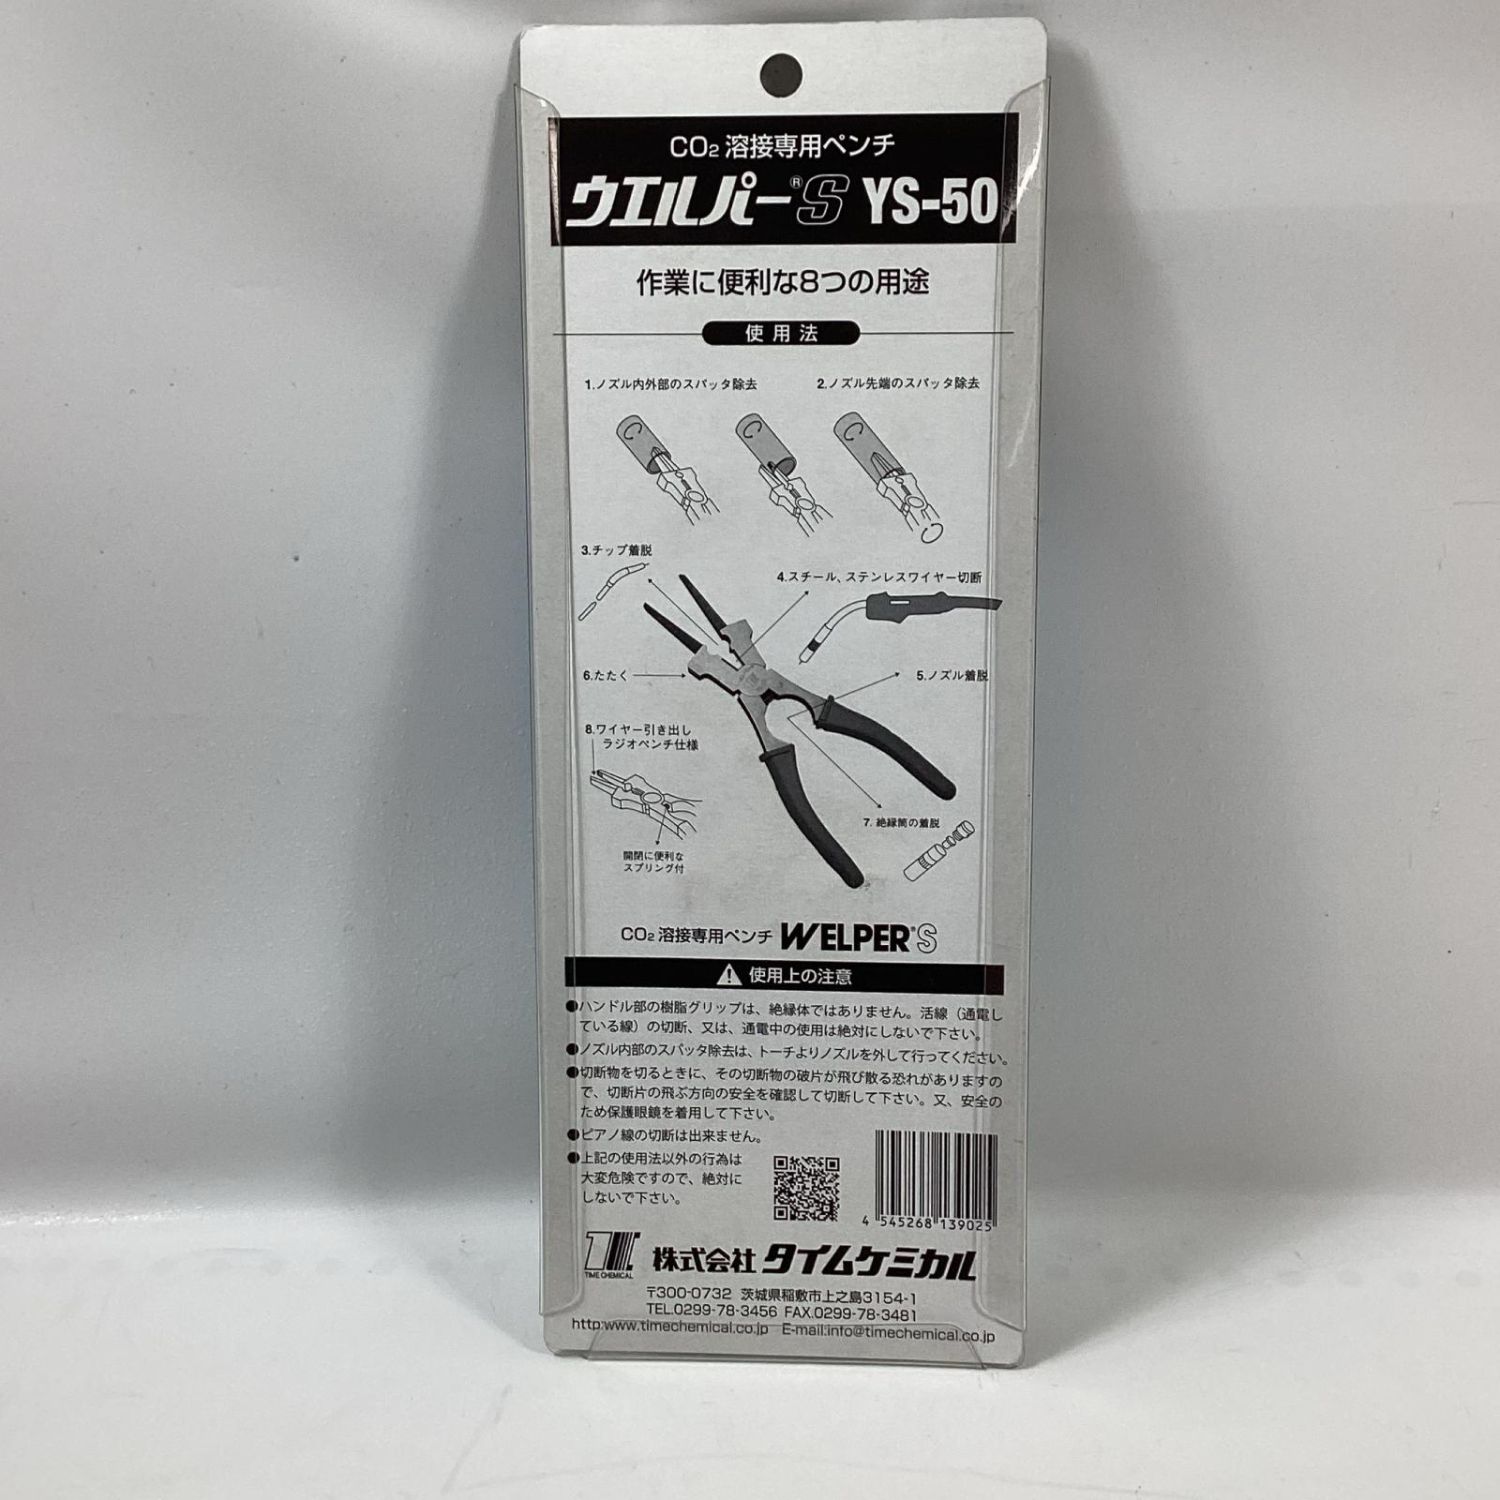 CO₂ 溶接専用ペンチ
ウエルパー®S YS-50
作業に便利な8つの用途
使用法
1.ノズル内外部のスパッタ除去
2.ノズル先端のスパッタ除去
3.チップ着脱
4.スチール、ステンレスワイヤー切断
6.たたく
5.ノズル着脱
8.ワイヤー引き出し
ラジオペンチ仕様
7. 絶縁筒の着脱
開閉に便利な
スプリング付
CO₂ 溶接専用ペンチ WELPER®S
使用上の注意
●ハンドル部の樹脂グリップは、絶縁体ではありません。活線（通電し
ている線）の切断、又は、通電中の使用は絶対にしないで下さい。
●ノズル内部のスパッタ除去は、トーチよりノズルを外して行ってください。
●切断物を切るときに、その切断物の破片が飛び散る恐れがありますの
で、切断片の飛ぶ方向の安全を確認して切断して下さい。又、安全の
ため保護眼鏡を着用して下さい。
●ピアノ線の切断は出来ません。
●上記の使用法以外の行為は
大変危険ですので、絶対に
しないで下さい。
4 545268 139025
TIME CHEMICAL
株式会社 タイムケミカル
〒300-0732 茨城県稲敷市上之島3154-1
TEL.0299-78-3456 FAX.0299-78-3481
http:www.timechemical.co.jp E-mail:info@timechemical.co.jp